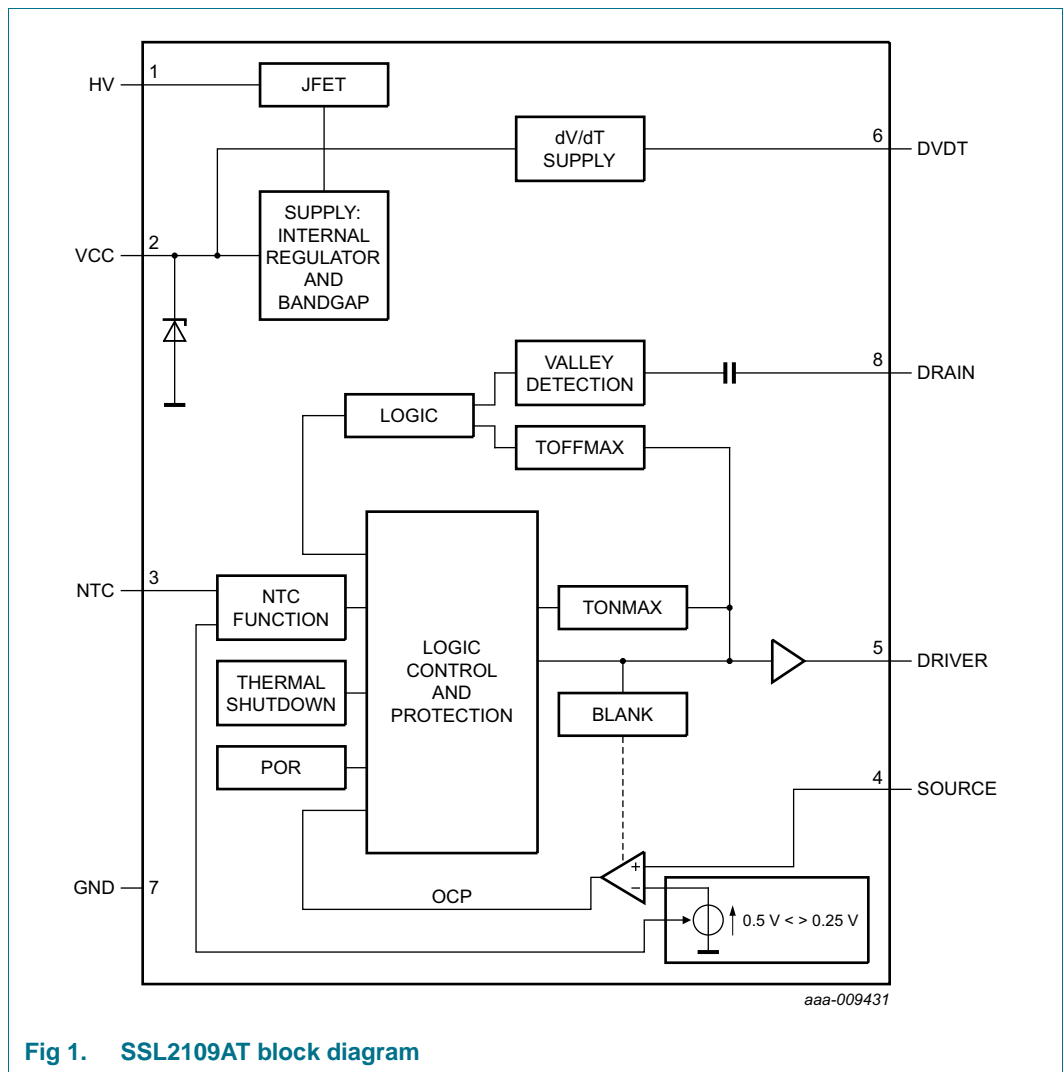 HV
1
JFET
dV/dT
SUPPLY
6
DVDT
SUPPLY:
INTERNAL
REGULATOR
AND
BANDGAP
VCC
2
VALLEY
DETECTION
8
DRAIN
LOGIC
TOFFMAX
NTC
3
NTC
FUNCTION
TONMAX
LOGIC
CONTROL
AND
PROTECTION
5
DRIVER
THERMAL
SHUTDOWN
BLANK
POR
4
SOURCE
+
−
GND
7
OCP
0.5 V < > 0.25 V
aaa-009431
Fig 1. SSL2109AT block diagram